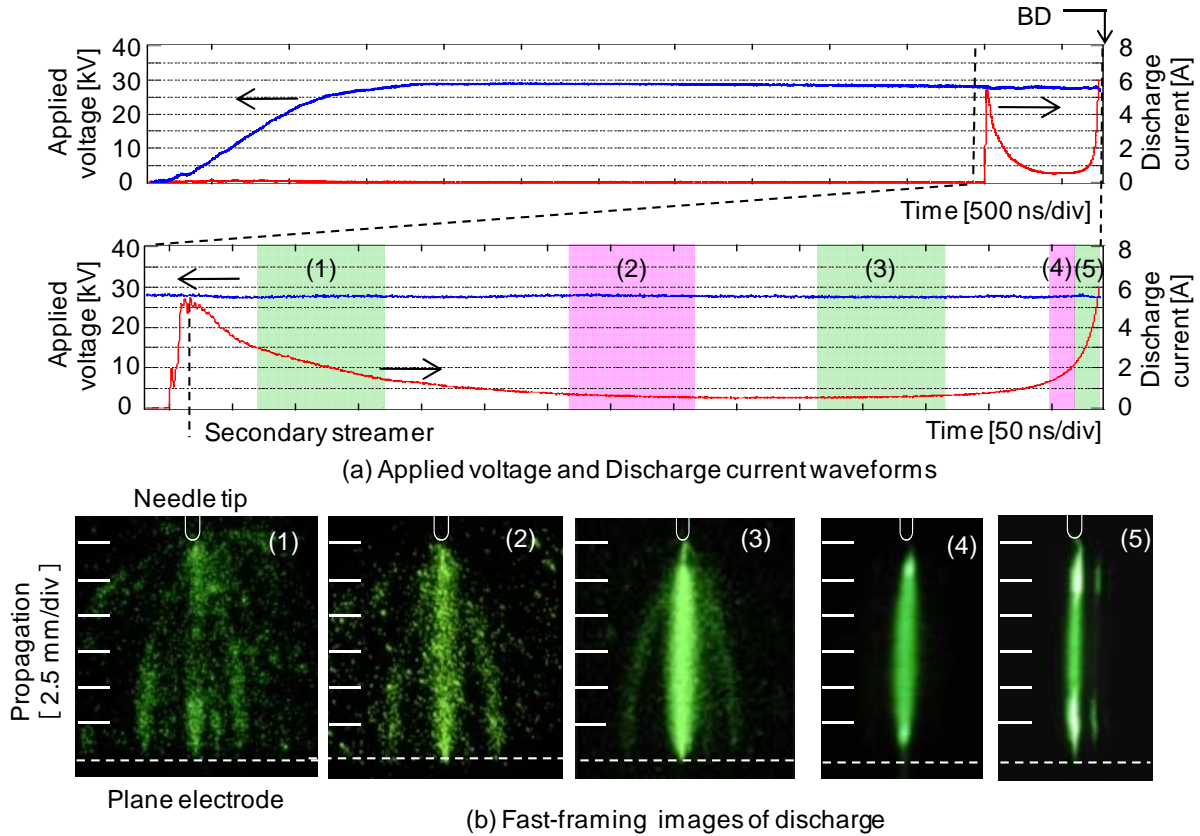 BD
40 30 20 10 0
Applied voltage [kV]
8 6 4 2 0
Discharge current [A]
Time [500 ns/div]
40 30 20 10 0
Applied voltage [kV]
(1) (2) (3) (4) (5)
8 6 4 2 0
Discharge current [A]
Secondary streamer
Time [50 ns/div]
(a) Applied voltage and Discharge current waveforms
Needle tip
(1) (2) (3) (4) (5)
Propagation
[ 2.5 mm/div]
Plane electrode
(b) Fast-framing images of discharge